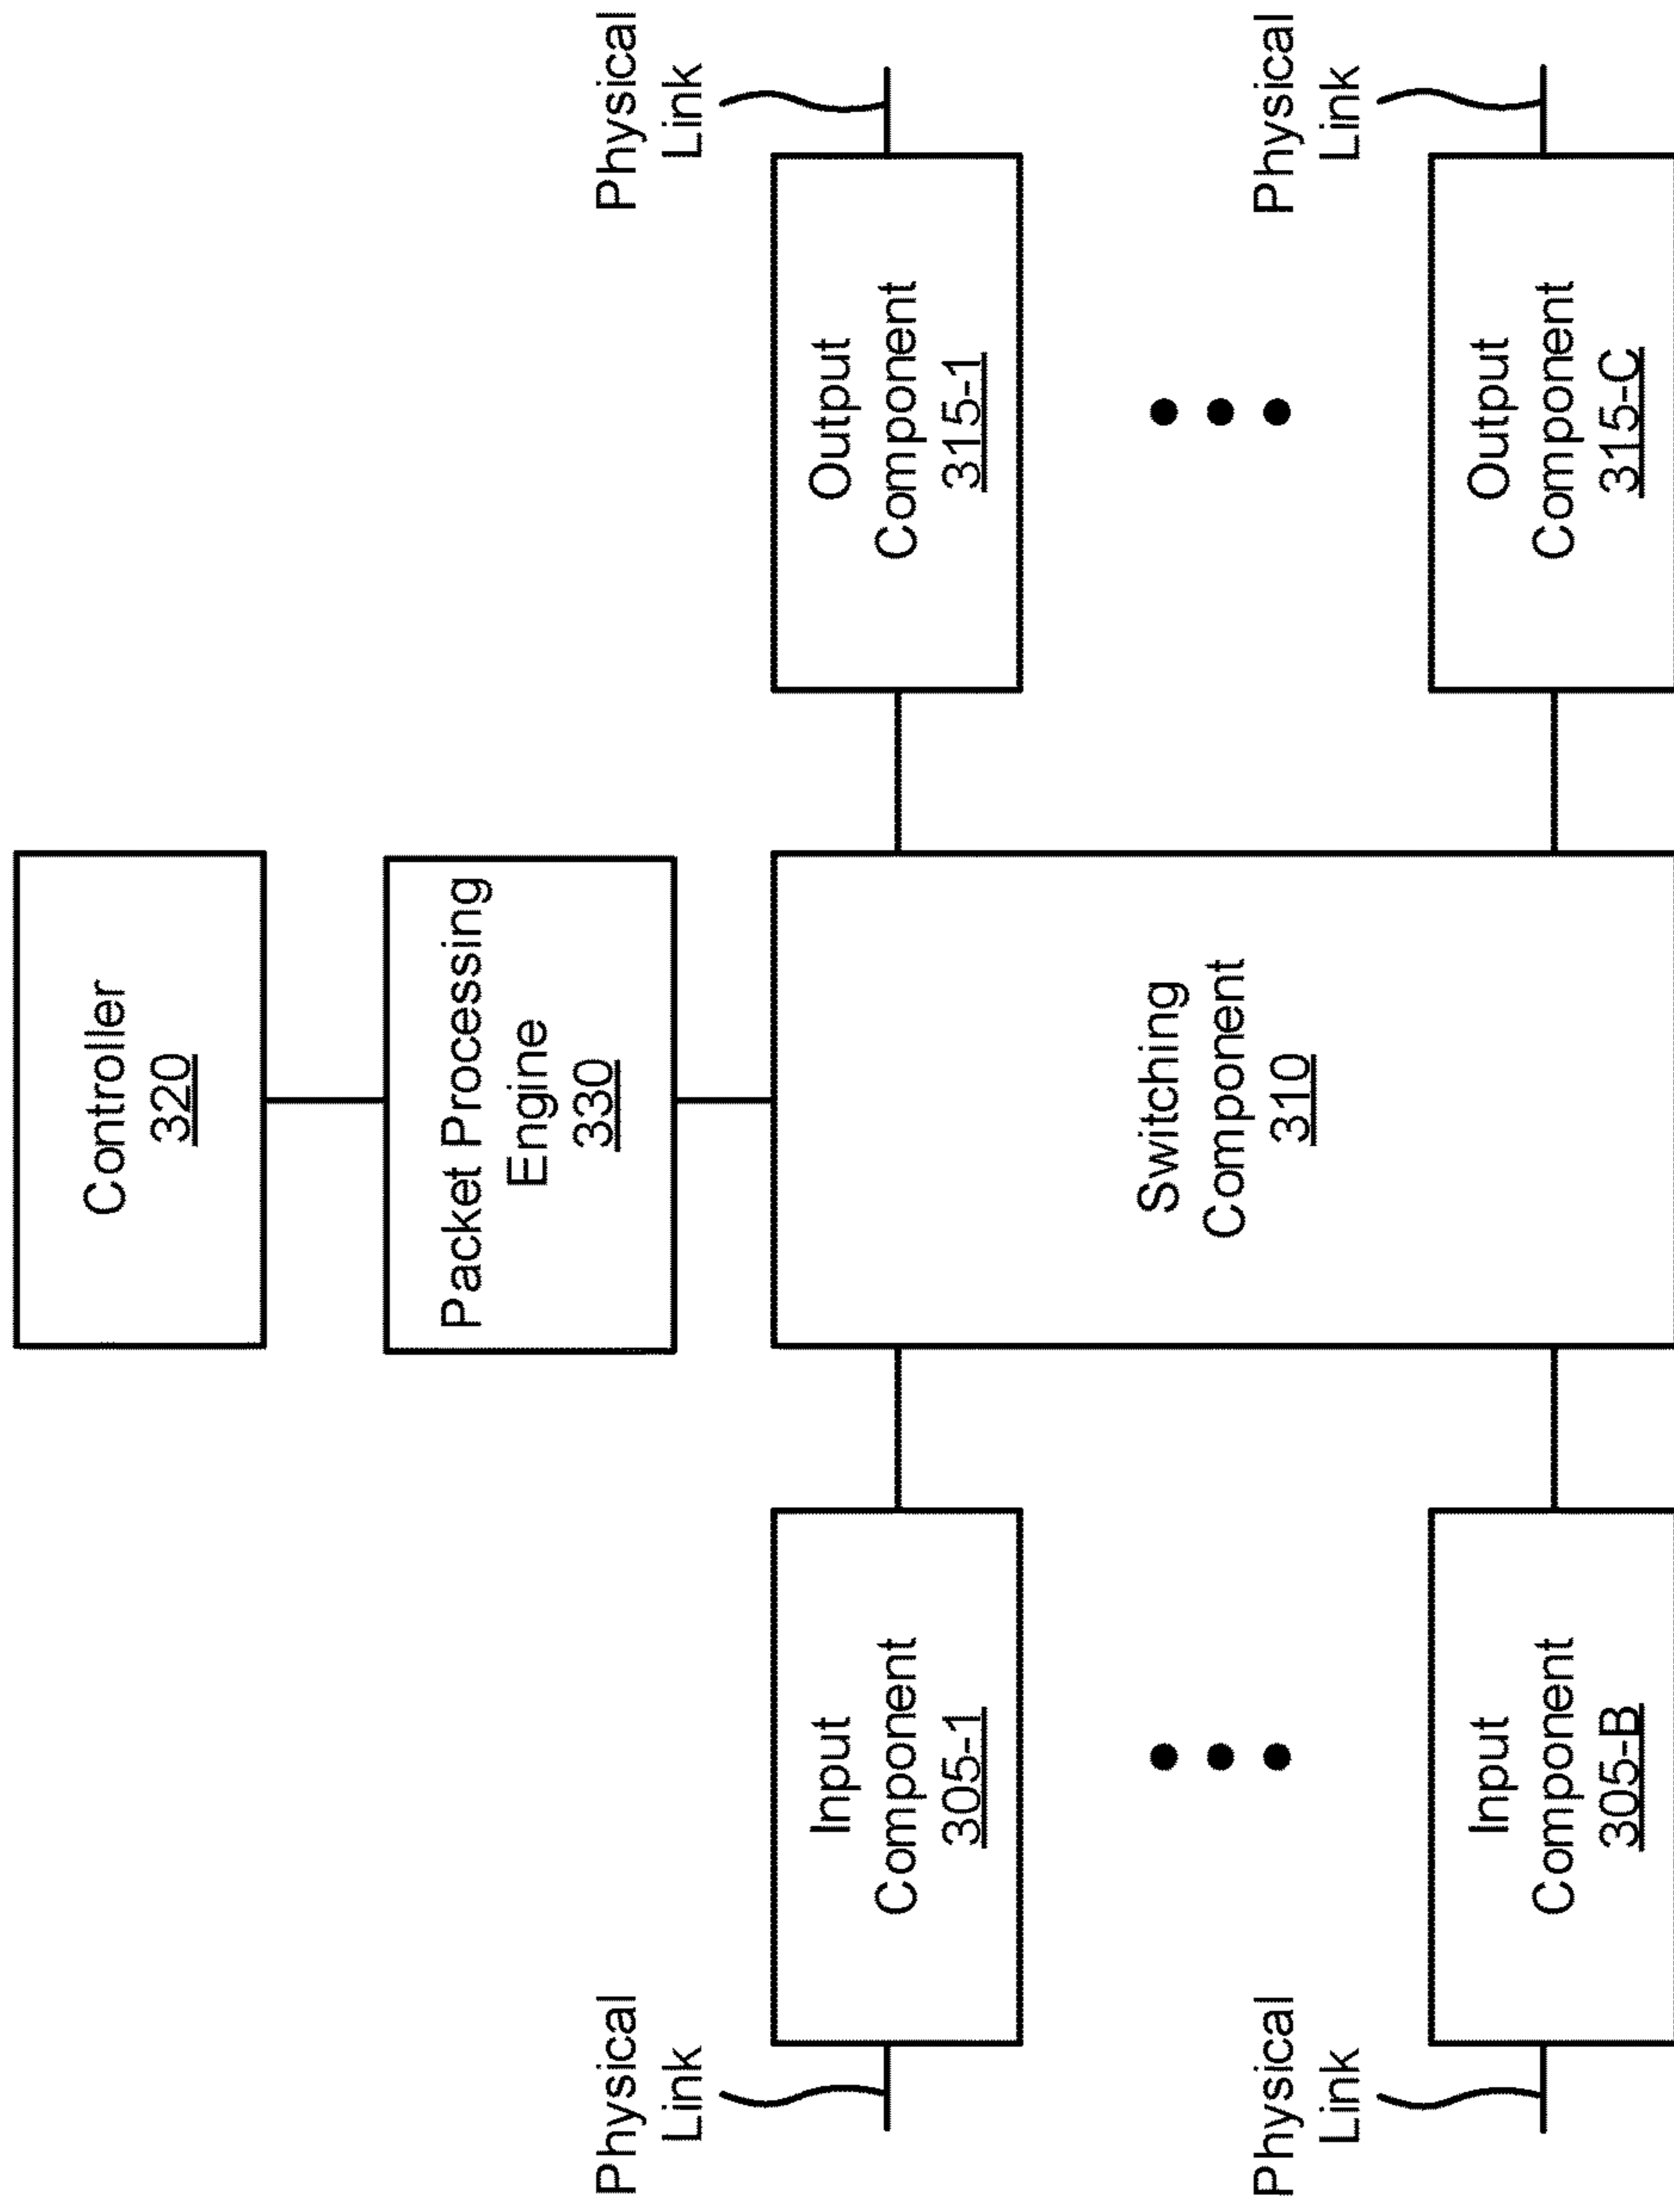 Controller
320
Packet Processing
Engine
330
Physical
Link
Physical
Link
Input
Component
305-1
Switching
Component
310
Output
Component
315-1
Physical
Link
Physical
Link
Input
Component
305-B
Output
Component
315-C